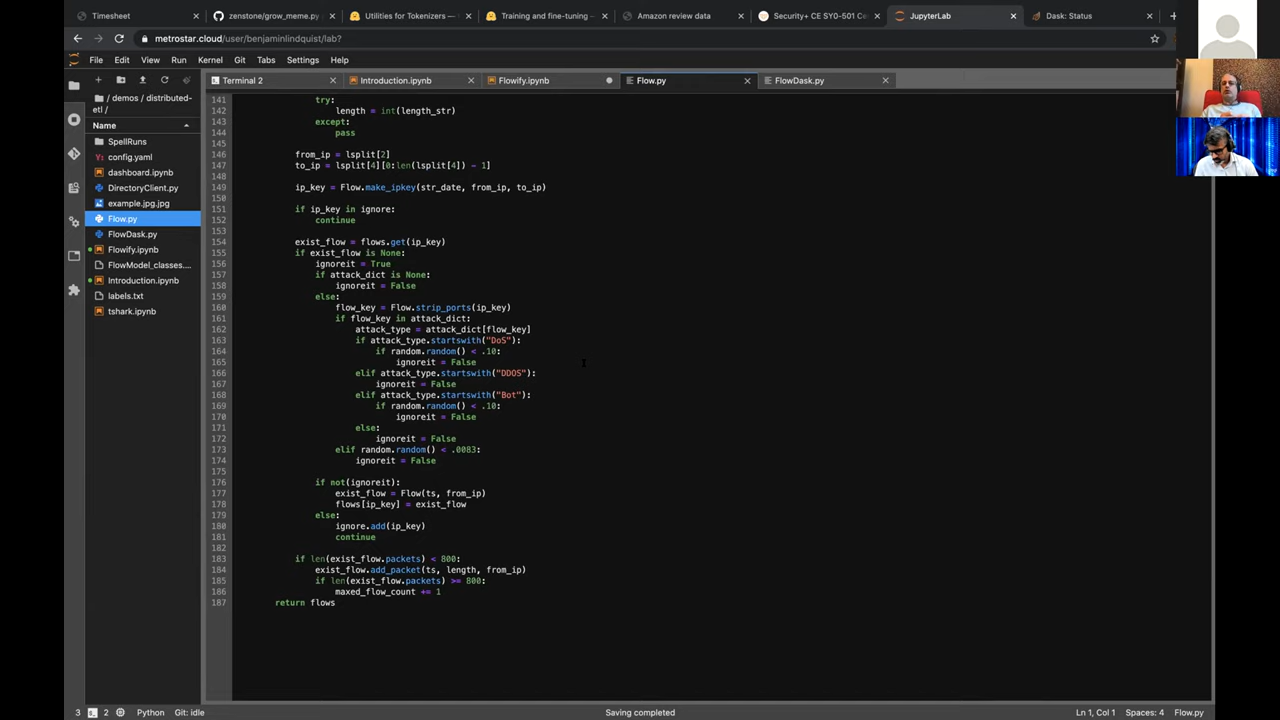 Timesheet
zenstone/grow_meme.py
Utilities for Tokenizers —
Training and fine-tuning —
Amazon review data
Security+ CE SY0-501 Ce
JupyterLab
Dask: Status
metrostar.cloud/user/benjaminlindquist/lab?
File Edit View Run Kernel Git Tabs Settings Help
Terminal 2
Introduction.ipynb
Flowify.ipynb
Flow.py
FlowDask.py
/ demos / distributed-
etl /
Name
SpellRuns
config.yaml
dashboard.ipynb
DirectoryClient.py
example.jpg.jpg
Flow.py
FlowDask.py
Flowify.ipynb
FlowModel_classes....
Introduction.ipynb
labels.txt
tshark.ipynb
141 try:
142 length = int(length_str)
143 except:
144 pass
145
146 from_ip = lsplit[2]
147 to_ip = lsplit[4][0:len(lsplit[4]) - 1]
148
149 ip_key = Flow.make_ipkey(str_date, from_ip, to_ip)
150
151 if ip_key in ignore:
152 continue
153
154 exist_flow = flows.get(ip_key)
155 if exist_flow is None:
156 ignoreit = True
157 if attack_dict is None:
158 ignoreit = False
159 else:
160 flow_key = Flow.strip_ports(ip_key)
161 if flow_key in attack_dict:
162 attack_type = attack_dict[flow_key]
163 if attack_type.startswith("DoS"):
164 if random.random() < .10:
165 ignoreit = False
166 elif attack_type.startswith("DDOS"):
167 ignoreit = False
168 elif attack_type.startswith("Bot"):
169 if random.random() < .10:
170 ignoreit = False
171 else:
172 ignoreit = False
173 elif random.random() < .0083:
174 ignoreit = False
175
176 if not(ignoreit):
177 exist_flow = Flow(ts, from_ip)
178 flows[ip_key] = exist_flow
179 else:
180 ignore.add(ip_key)
181 continue
182
183 if len(exist_flow.packets) < 800:
184 exist_flow.add_packet(ts, length, from_ip)
185 if len(exist_flow.packets) >= 800:
186 maxed_flow_count += 1
187 return flows
3 2 Python Git: idle
Saving completed
Ln 1, Col 1 Spaces: 4 Flow.py